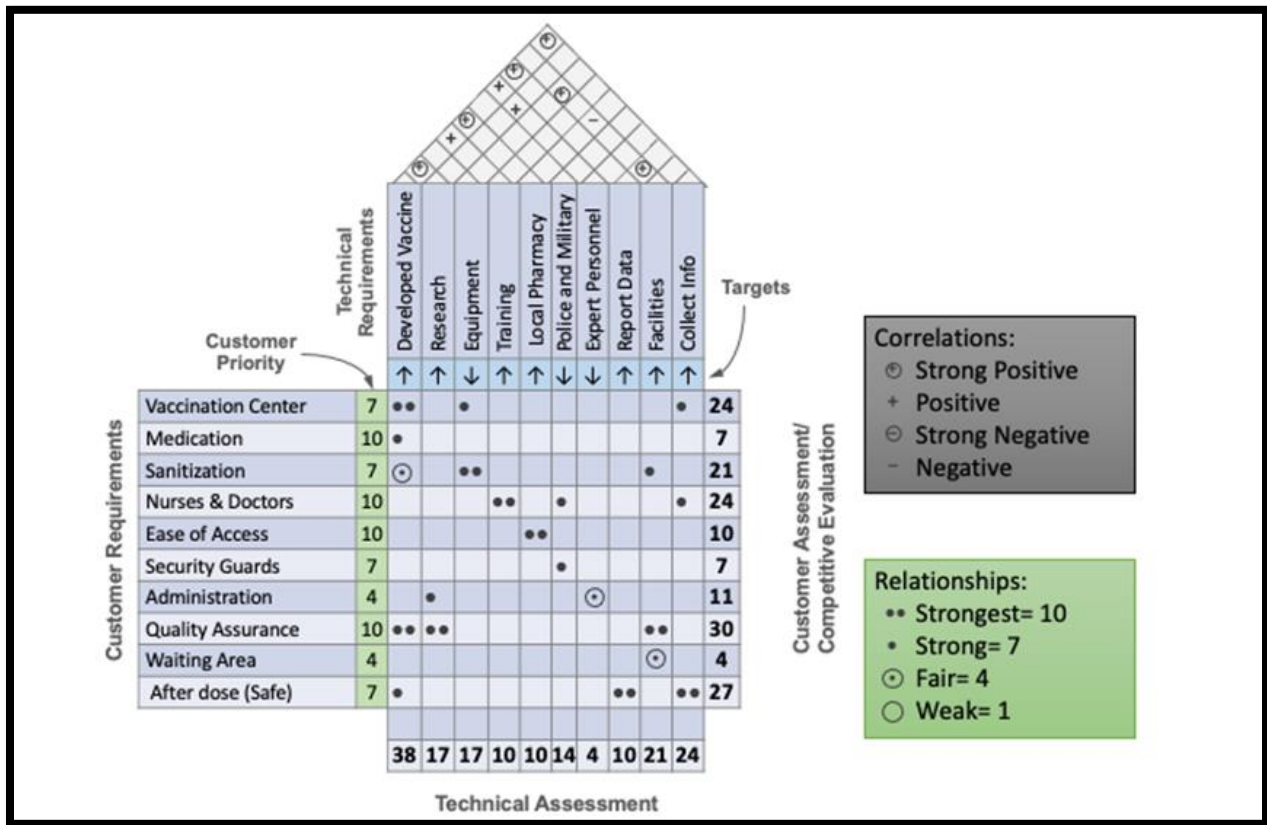 Technical
Requirements
Developed Vaccine
Research
Equipment
Training
Local Pharmacy
Police and Military
Expert Personnel
Report Data
Facilities
Collect Info
Targets
Customer
Priority
Customer Requirements
Vaccination Center 7 24
Medication 10 7
Sanitization 7 21
Nurses & Doctors 10 24
Ease of Access 10 10
Security Guards 7 7
Administration 4 11
Quality Assurance 10 30
Waiting Area 4 4
After dose (Safe) 7 27
38 17 17 10 10 14 4 10 21 24
Technical Assessment
Customer Assessment/
Competitive Evaluation
Correlations:
Strong Positive
+ Positive
Strong Negative
- Negative
Relationships:
•• Strongest= 10
• Strong= 7
Fair= 4
Weak= 1